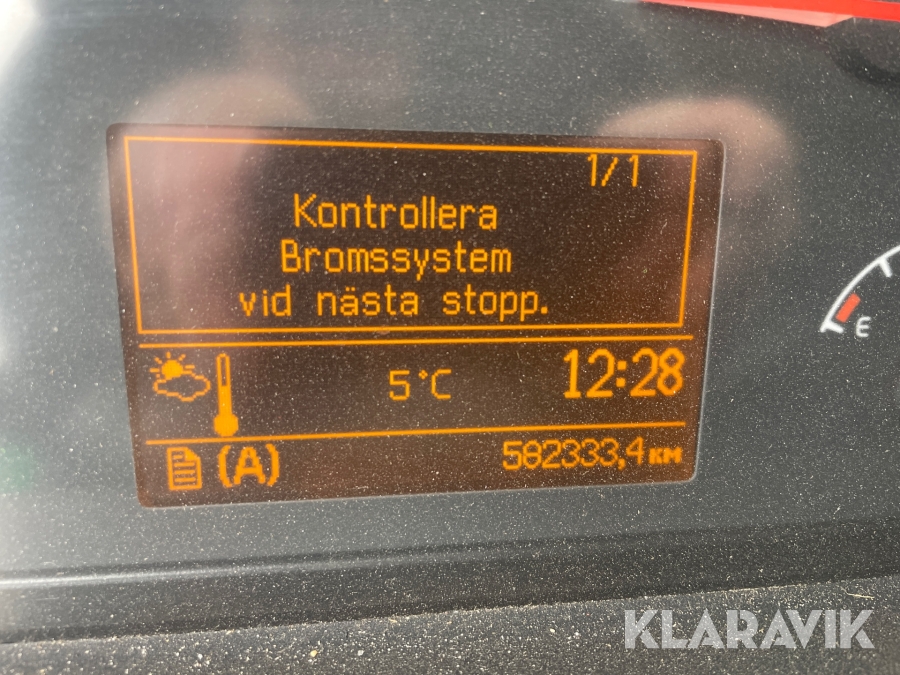 1/1
Kontrollera
Bromssystem
vid nästa stopp.
5°C 12:28
(A) 582333,4 KM
E
KLARAVIK